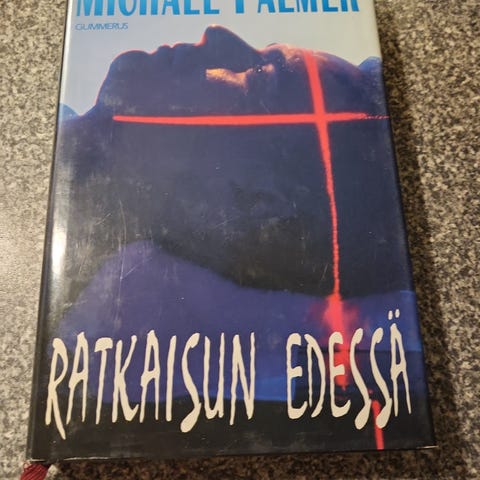 MICHAEL PALMER
GUMMERUS
RATKAISUN EDESSÄ